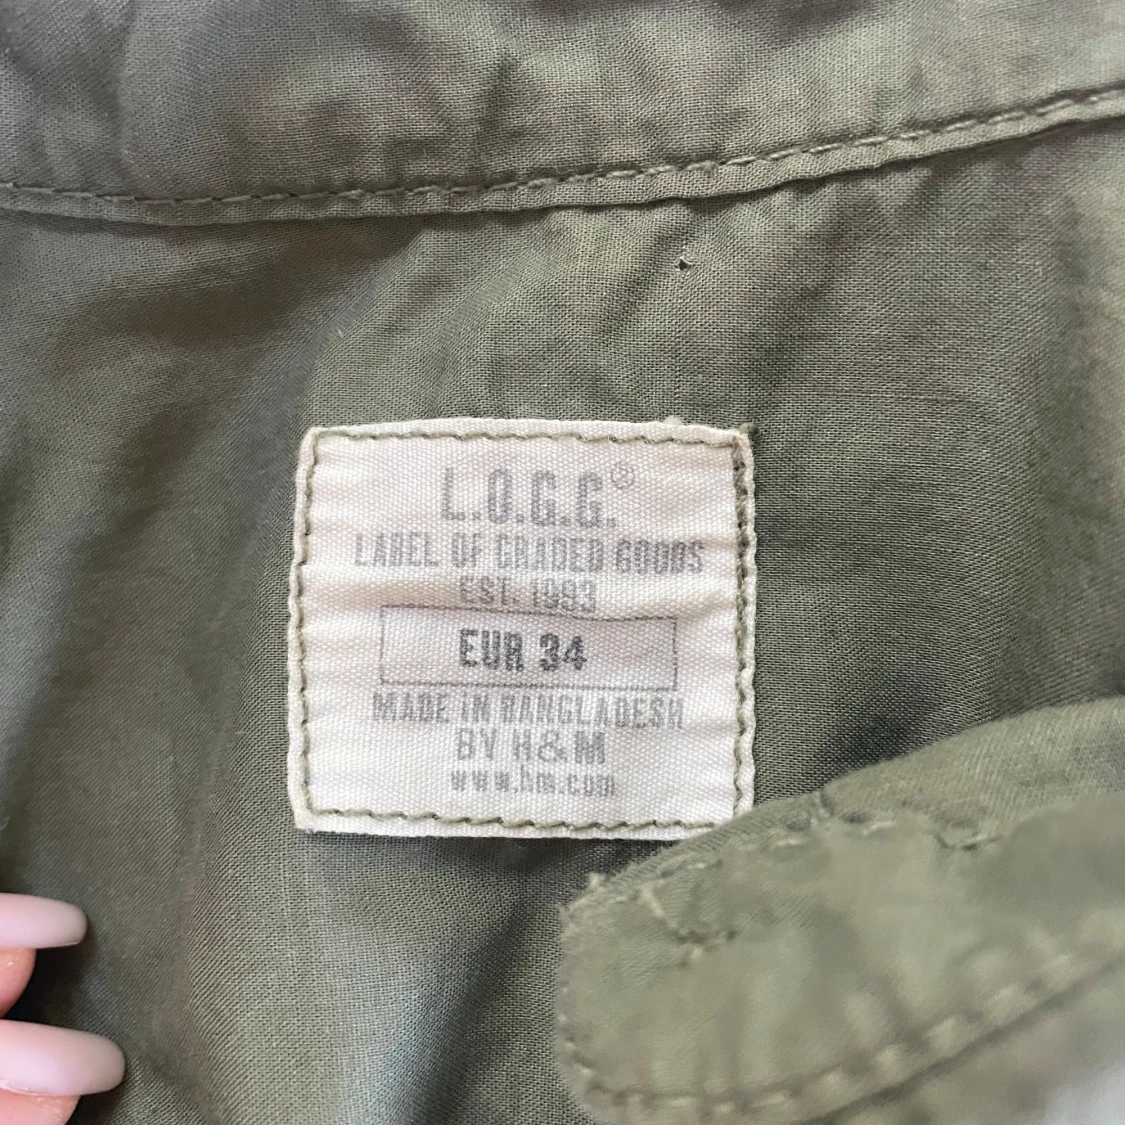 L.O.G.G.®
LABEL OF GRADED GOODS
EST. 1993
EUR 34
MADE IN BANGLADESH
BY H&M
www.hm.com